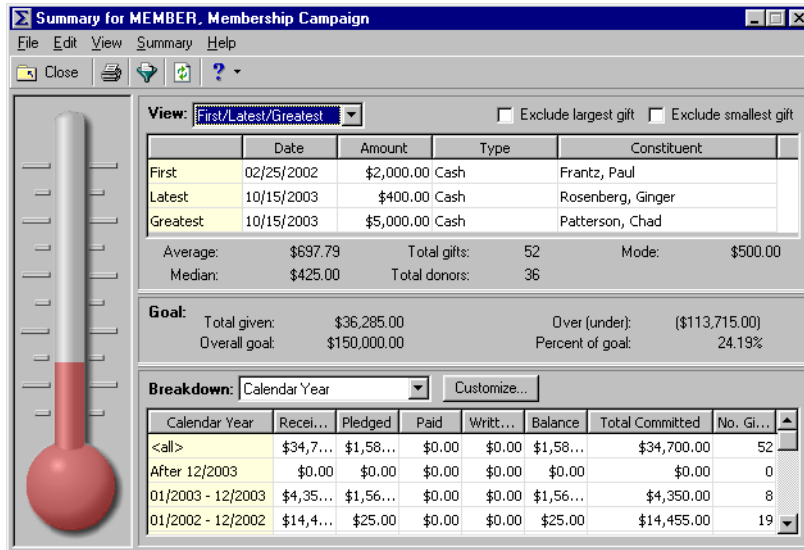 Summary for MEMBER, Membership Campaign
File Edit View Summary Help
Close ?
View: First/Latest/Greatest Exclude largest gift Exclude smallest gift
Date Amount Type Constituent
First 02/25/2002 $2,000.00 Cash Frantz, Paul
Latest 10/15/2003 $400.00 Cash Rosenberg, Ginger
Greatest 10/15/2003 $5,000.00 Cash Patterson, Chad
Average: $697.79 Total gifts: 52 Mode: $500.00
Median: $425.00 Total donors: 36
Goal:
Total given: $36,285.00 Over (under): ($113,715.00)
Overall goal: $150,000.00 Percent of goal: 24.19%
Breakdown: Calendar Year Customize...
Calendar Year Recei... Pledged Paid Writt... Balance Total Committed No. Gi...
<all> $34,7... $1,58... $0.00 $0.00 $1,58... $34,700.00 52
After 12/2003 $0.00 $0.00 $0.00 $0.00 $0.00 $0.00 0
01/2003 - 12/2003 $4,35... $1,56... $0.00 $0.00 $1,56... $4,350.00 8
01/2002 - 12/2002 $14,4... $25.00 $0.00 $0.00 $25.00 $14,455.00 19